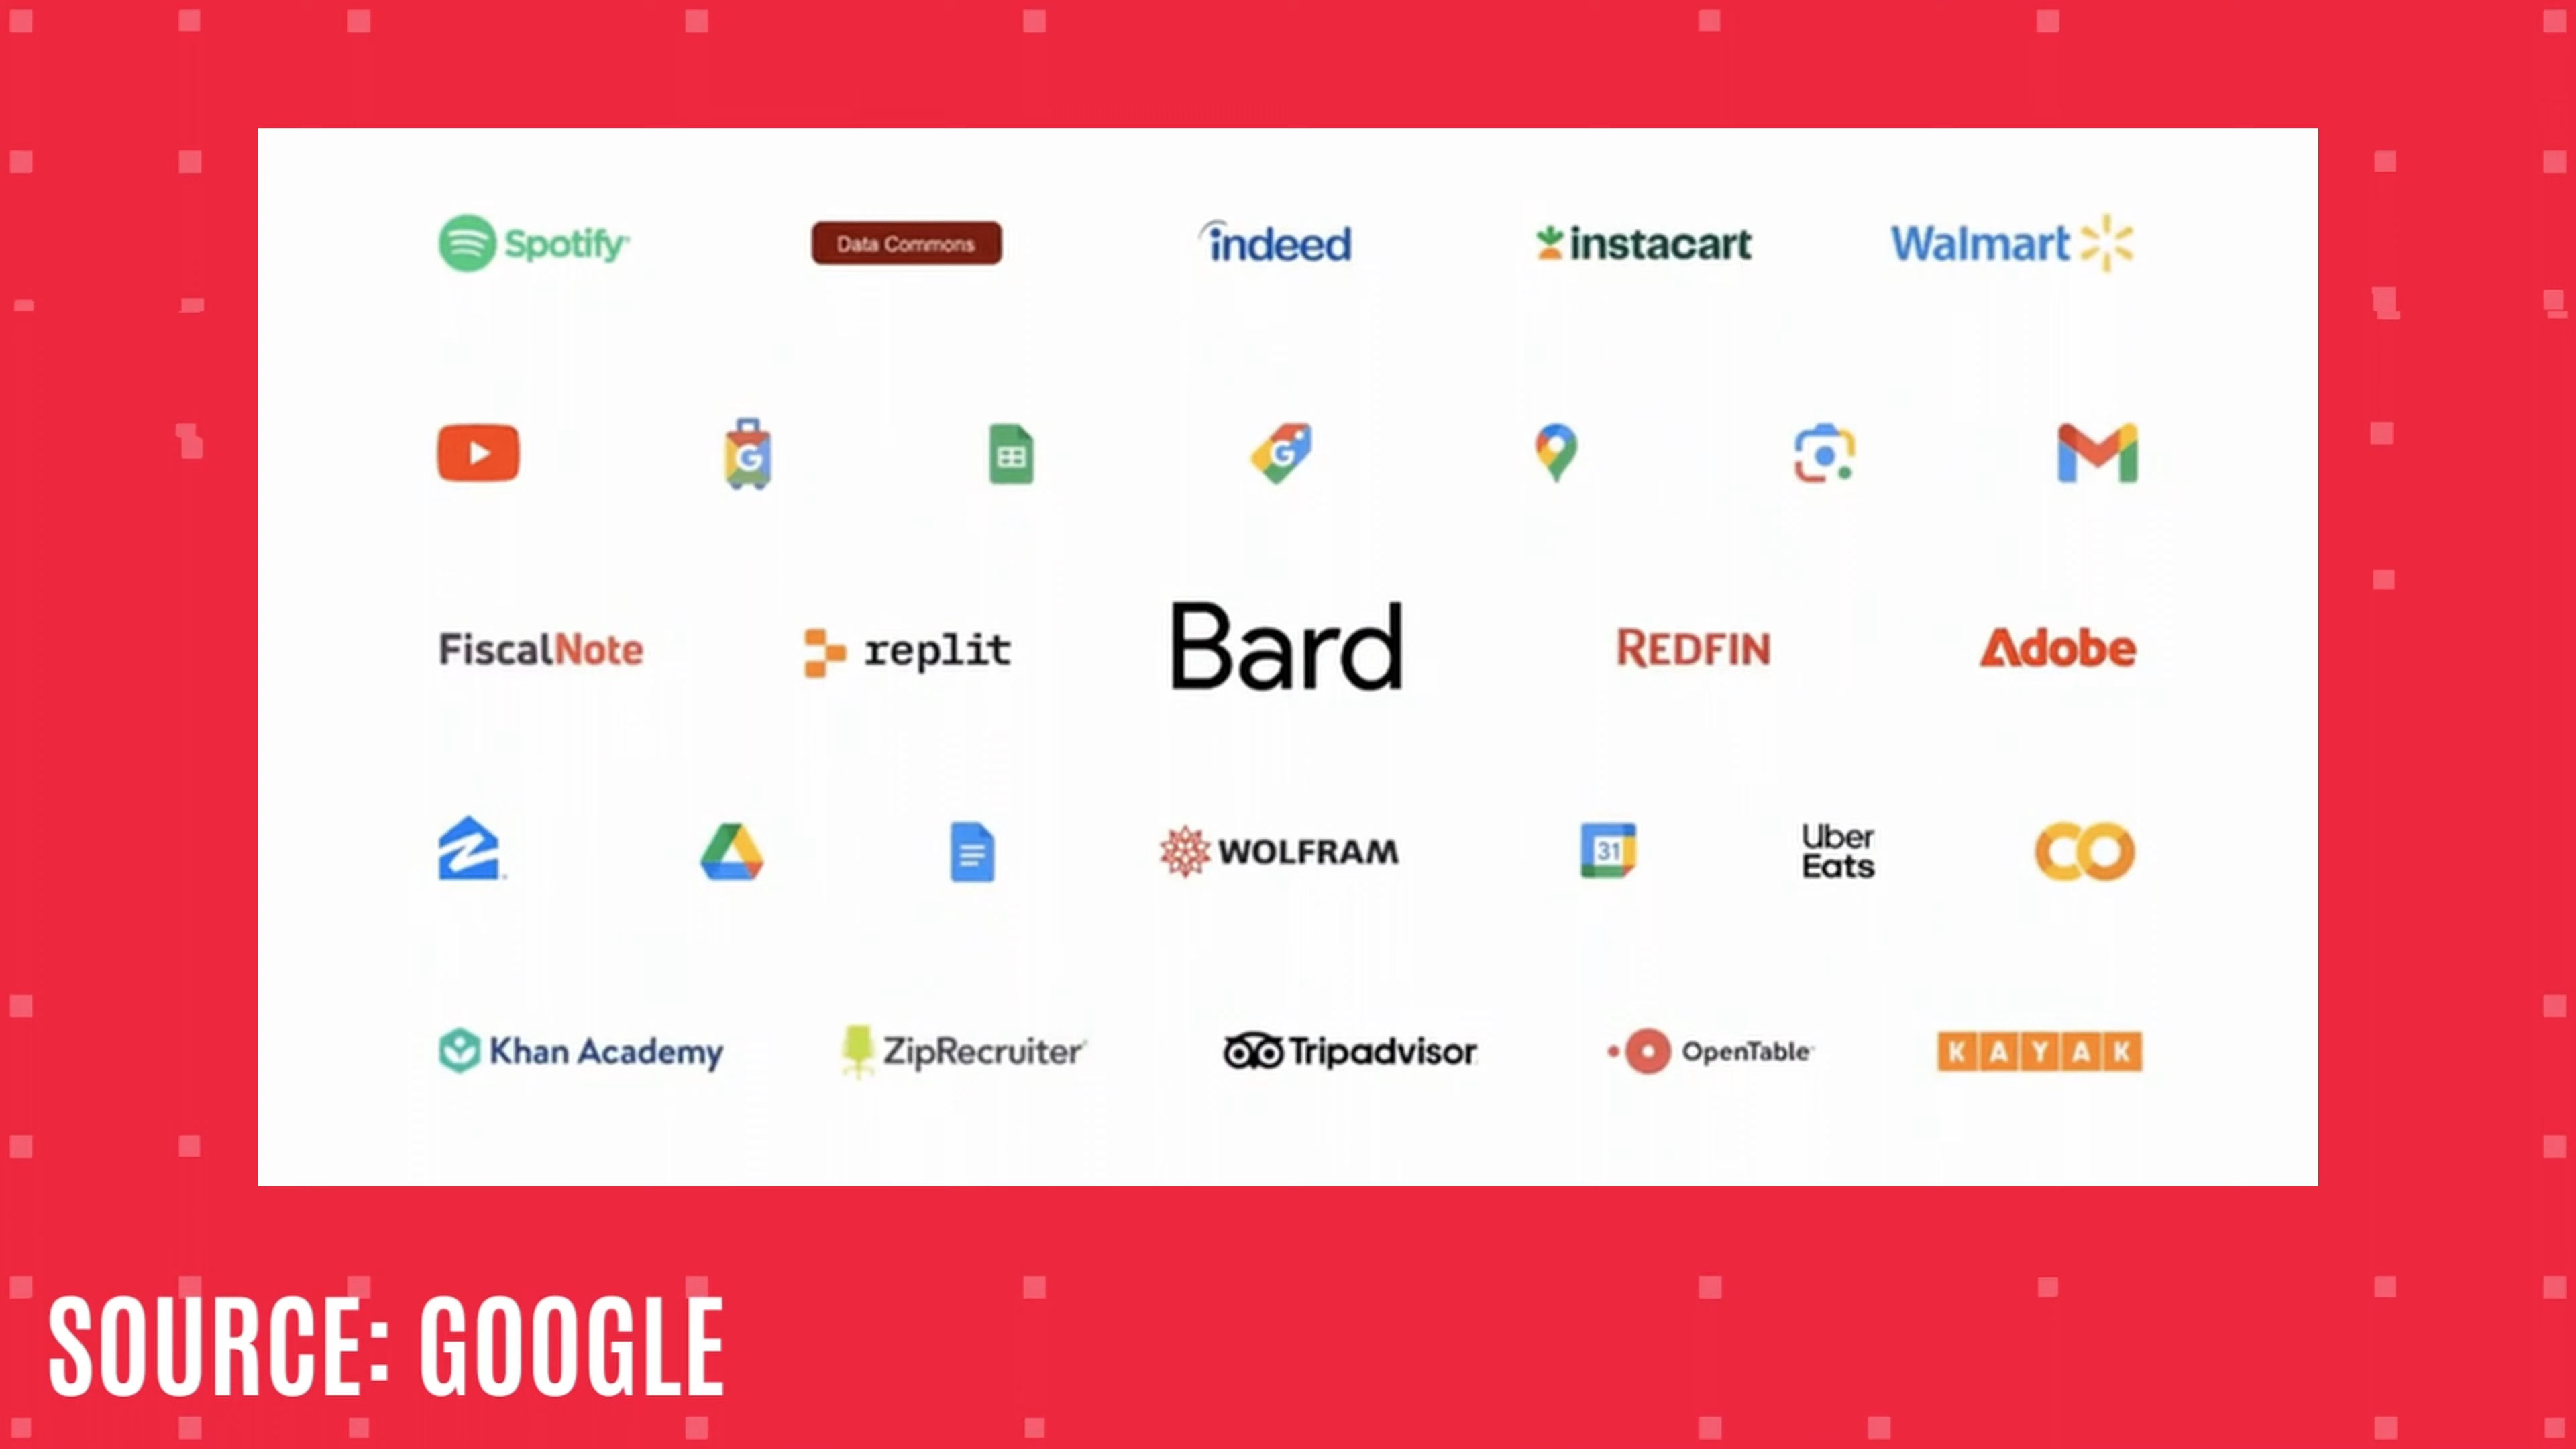 Spotify
Data Commons
indeed
instacart
Walmart
G
G
FiscalNote
replit
Bard
REDFIN
Adobe
WOLFRAM
31
Uber
Eats
Khan Academy
ZipRecruiter
Tripadvisor
OpenTable
KAYAK
SOURCE: GOOGLE